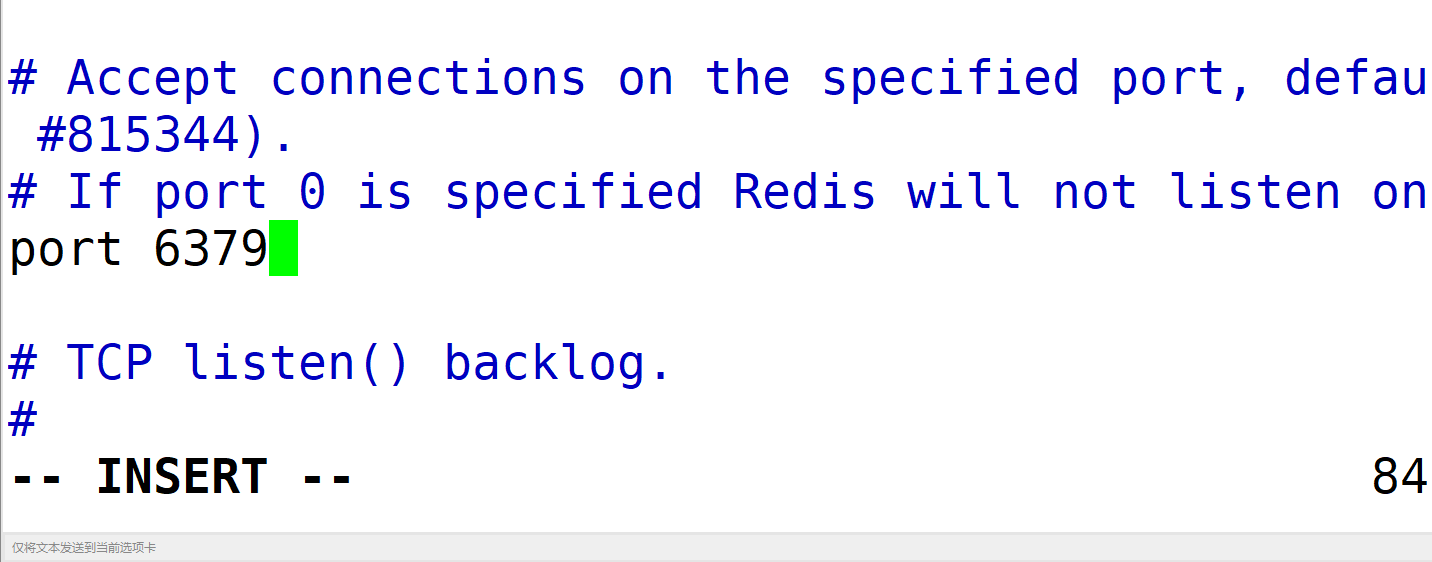 # Accept connections on the specified port, defau
 #815344).
# If port 0 is specified Redis will not listen on
port 6379
# TCP listen() backlog.
#
-- INSERT -- 84
仅将文本发送到当前选项卡